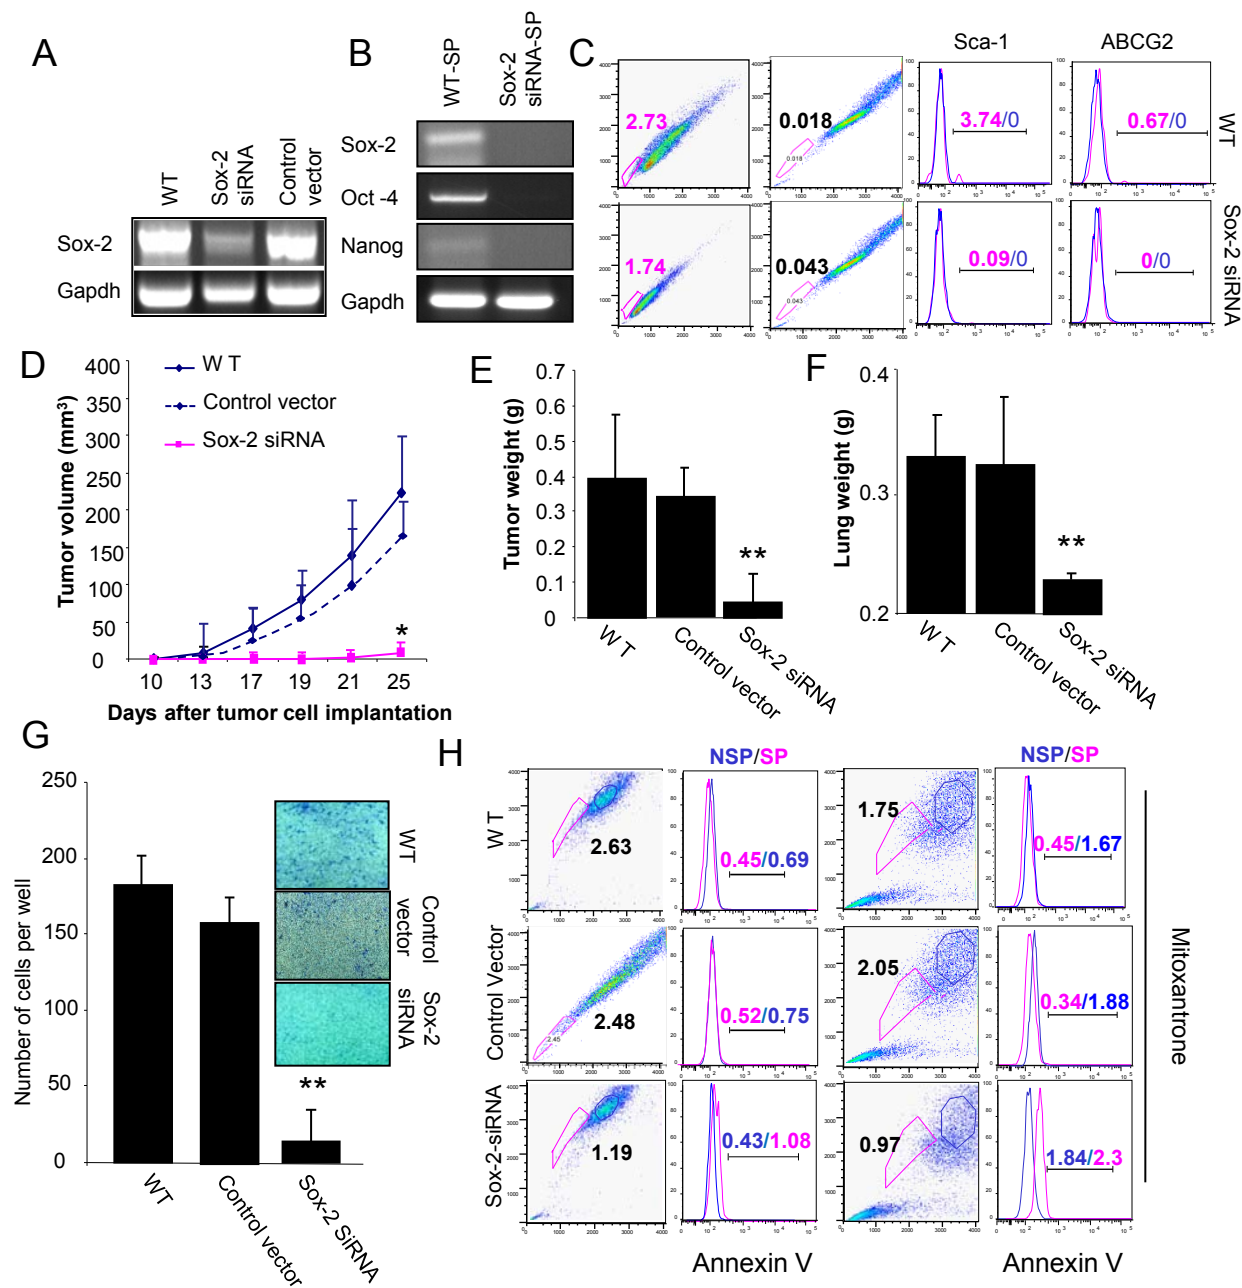 A
WT
Sox-2 siRNA
Control vector
Sox-2
Gapdh
B
WT-SP
Sox-2 siRNA-SP
Sox-2
Oct -4
Nanog
Gapdh
C
Sca-1
ABCG2
2.73
0.018
0.018
3.74/0
0.67/0
WT
1.74
0.043
0.043
0.09/0
0/0
Sox-2 siRNA
D
Tumor volume (mm³)
400
350
300
250
200
150
100
50
0
W T
Control vector
Sox-2 siRNA
*
10 13 17 19 21 25
Days after tumor cell implantation
E
Tumor weight (g)
0.7
0.6
0.5
0.4
0.3
0.2
0.1
0
**
W T
Control vector
Sox-2 siRNA
F
Lung weight (g)
0.4
0.3
0.2
**
W T
Control vector
Sox-2 siRNA
G
Number of cells per well
250
200
150
100
50
0
**
WT
Control vector
Sox-2 SiRNA
WT
Control vector
Sox-2 siRNA
H
NSP/SP
NSP/SP
W T
2.63
0.45/0.69
1.75
0.45/1.67
Control Vector
2.48
2.45
0.52/0.75
2.05
0.34/1.88
Sox-2-siRNA
1.19
0.43/1.08
0.97
1.84/2.3
Mitoxantrone
Annexin V
Annexin V